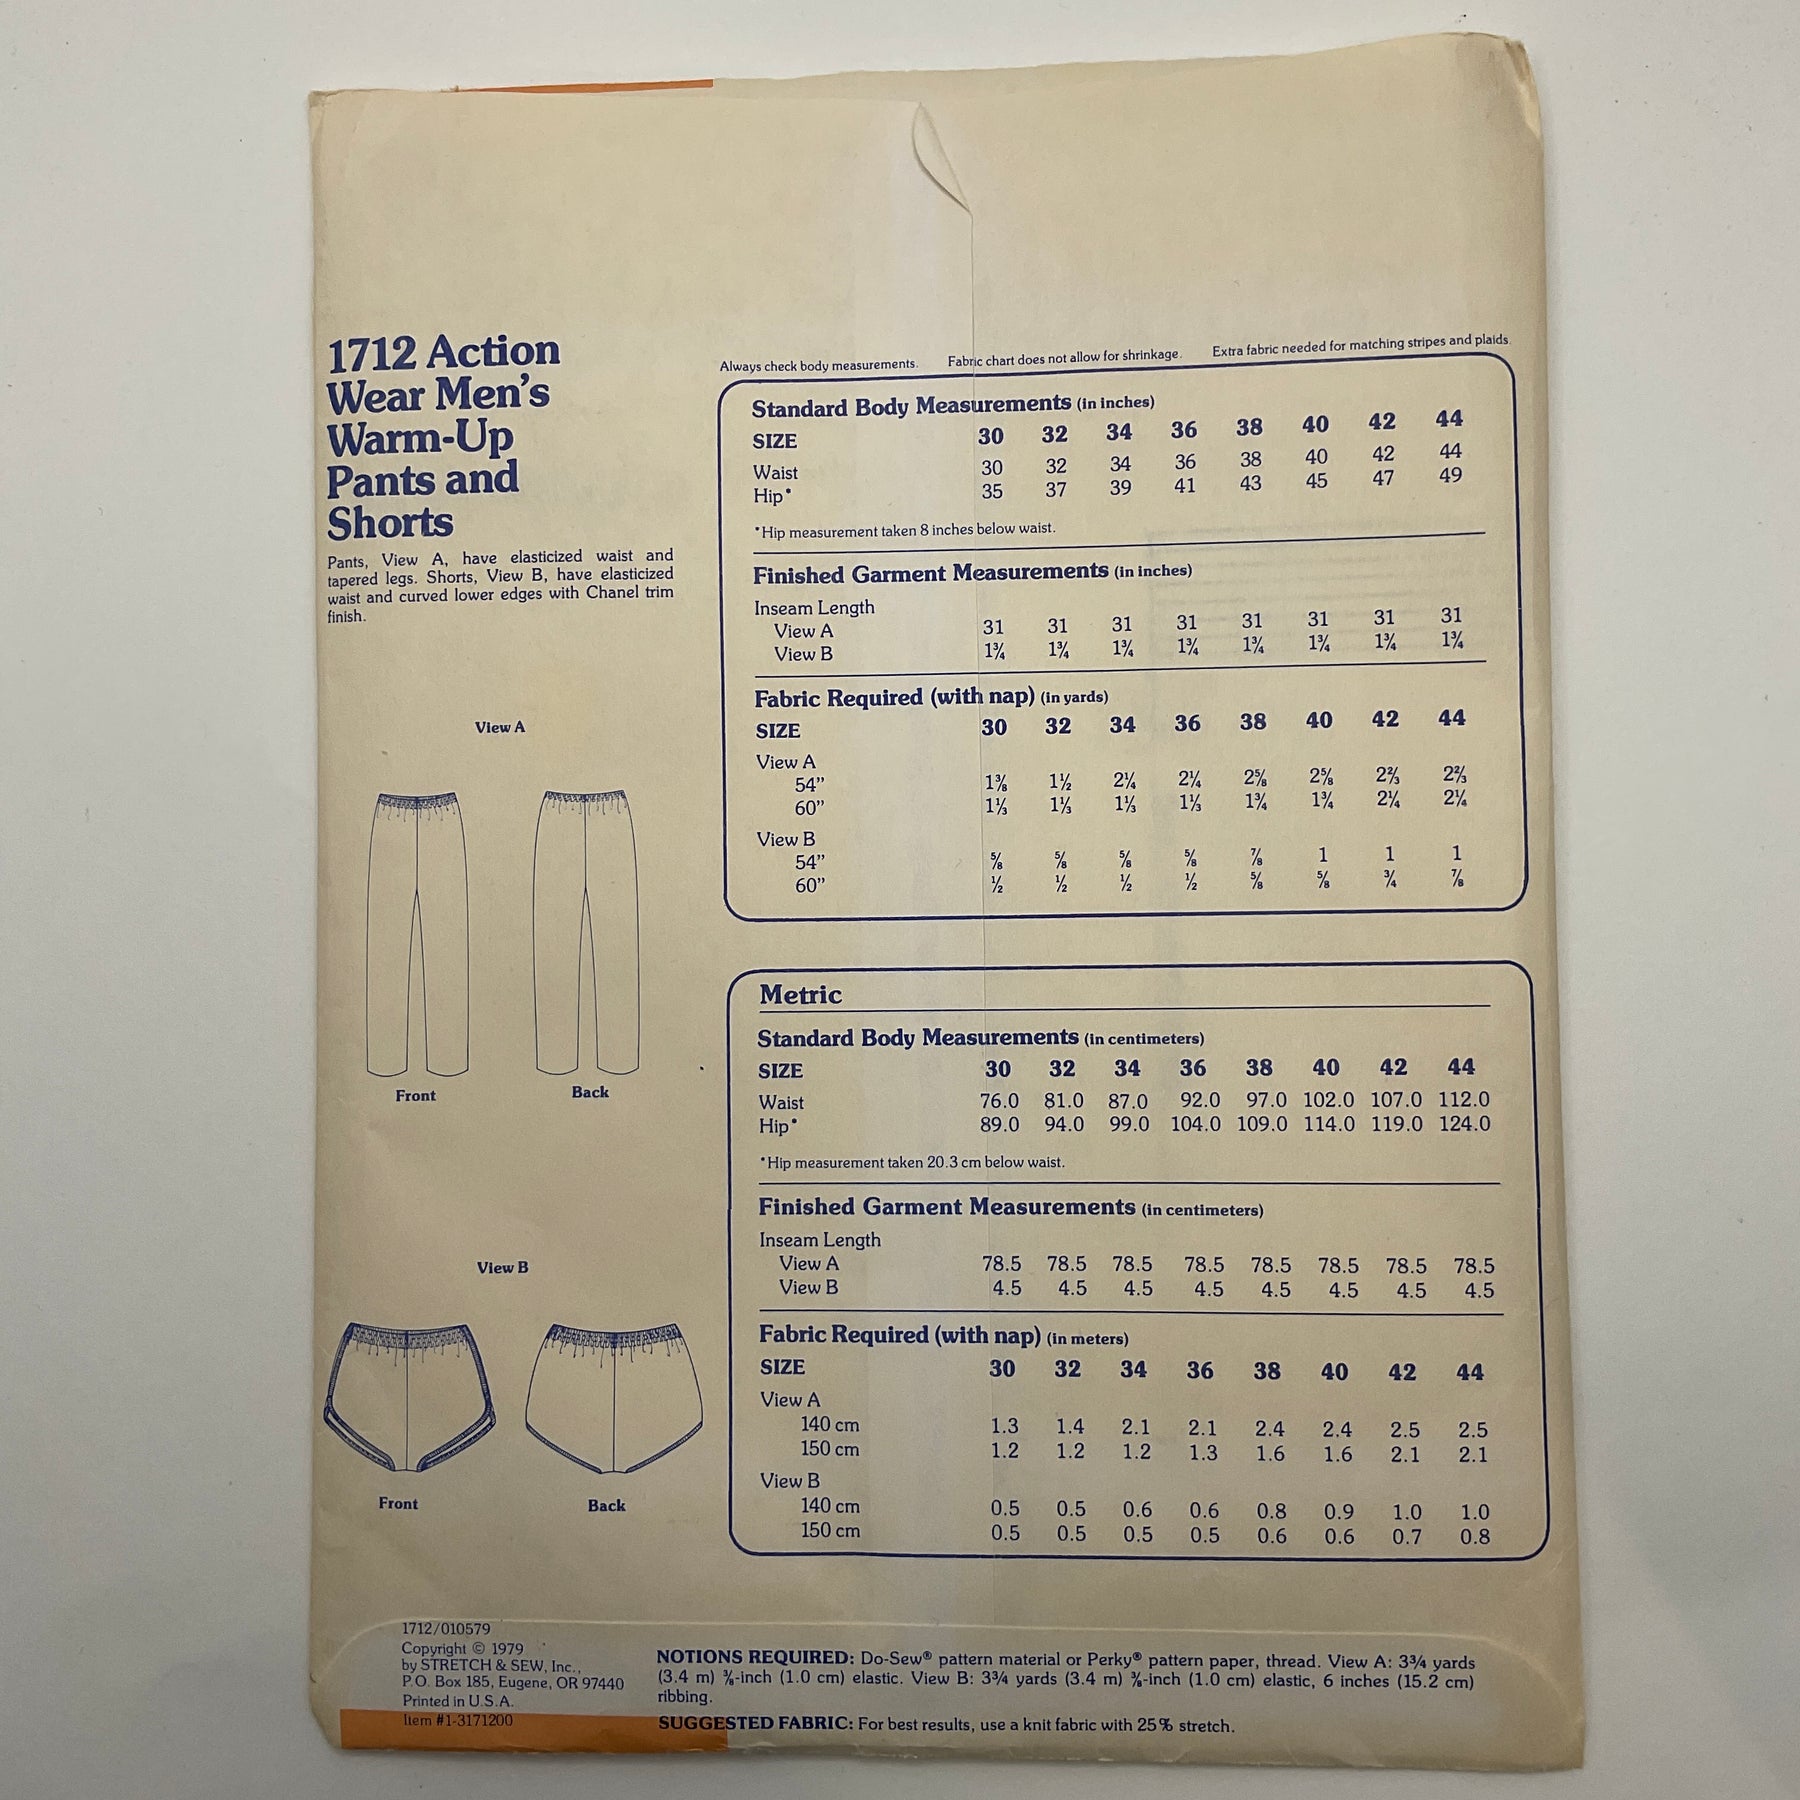 1712 Action
Wear Men's
Warm-Up
Pants and
Shorts
Pants, View A, have elasticized waist and
tapered legs. Shorts, View B, have elasticized
waist and curved lower edges with Chanel trim
finish.
View A
Front
Back
View B
Front
Back
Always check body measurements. Fabric chart does not allow for shrinkage. Extra fabric needed for matching stripes and plaids.
Standard Body Measurements (in inches)
SIZE 30 32 34 36 38 40 42 44
Waist 30 32 34 36 38 40 42 44
Hip* 35 37 39 41 43 45 47 49
*Hip measurement taken 8 inches below waist.
Finished Garment Measurements (in inches)
Inseam Length
View A 31 31 31 31 31 31 31 31
View B 1¾ 1¾ 1¾ 1¾ 1¾ 1¾ 1¾ 1¾
Fabric Required (with nap) (in yards)
SIZE 30 32 34 36 38 40 42 44
View A
54" 1⅜ 1½ 2¼ 2¼ 2⅝ 2⅝ 2⅔ 2⅔
60" 1⅓ 1⅓ 1⅓ 1⅓ 1¾ 1¾ 2¼ 2¼
View B
54" ⅝ ⅝ ⅝ ⅝ ⅞ 1 1 1
60" ½ ½ ½ ½ ⅝ ⅝ ¾ ⅞
Metric
Standard Body Measurements (in centimeters)
SIZE 30 32 34 36 38 40 42 44
Waist 76.0 81.0 87.0 92.0 97.0 102.0 107.0 112.0
Hip* 89.0 94.0 99.0 104.0 109.0 114.0 119.0 124.0
*Hip measurement taken 20.3 cm below waist.
Finished Garment Measurements (in centimeters)
Inseam Length
View A 78.5 78.5 78.5 78.5 78.5 78.5 78.5 78.5
View B 4.5 4.5 4.5 4.5 4.5 4.5 4.5 4.5
Fabric Required (with nap) (in meters)
SIZE 30 32 34 36 38 40 42 44
View A
140 cm 1.3 1.4 2.1 2.1 2.4 2.4 2.5 2.5
150 cm 1.2 1.2 1.2 1.3 1.6 1.6 2.1 2.1
View B
140 cm 0.5 0.5 0.6 0.6 0.8 0.9 1.0 1.0
150 cm 0.5 0.5 0.5 0.5 0.6 0.6 0.7 0.8
1712/010579
Copyright © 1979
by STRETCH & SEW, Inc.,
P.O. Box 185, Eugene, OR 97440
Printed in U.S.A.
Item #1-3171200
NOTIONS REQUIRED: Do-Sew® pattern material or Perky® pattern paper, thread. View A: 3¾ yards
(3.4 m) ⅜-inch (1.0 cm) elastic. View B: 3¾ yards (3.4 m) ⅜-inch (1.0 cm) elastic, 6 inches (15.2 cm)
ribbing.
SUGGESTED FABRIC: For best results, use a knit fabric with 25% stretch.